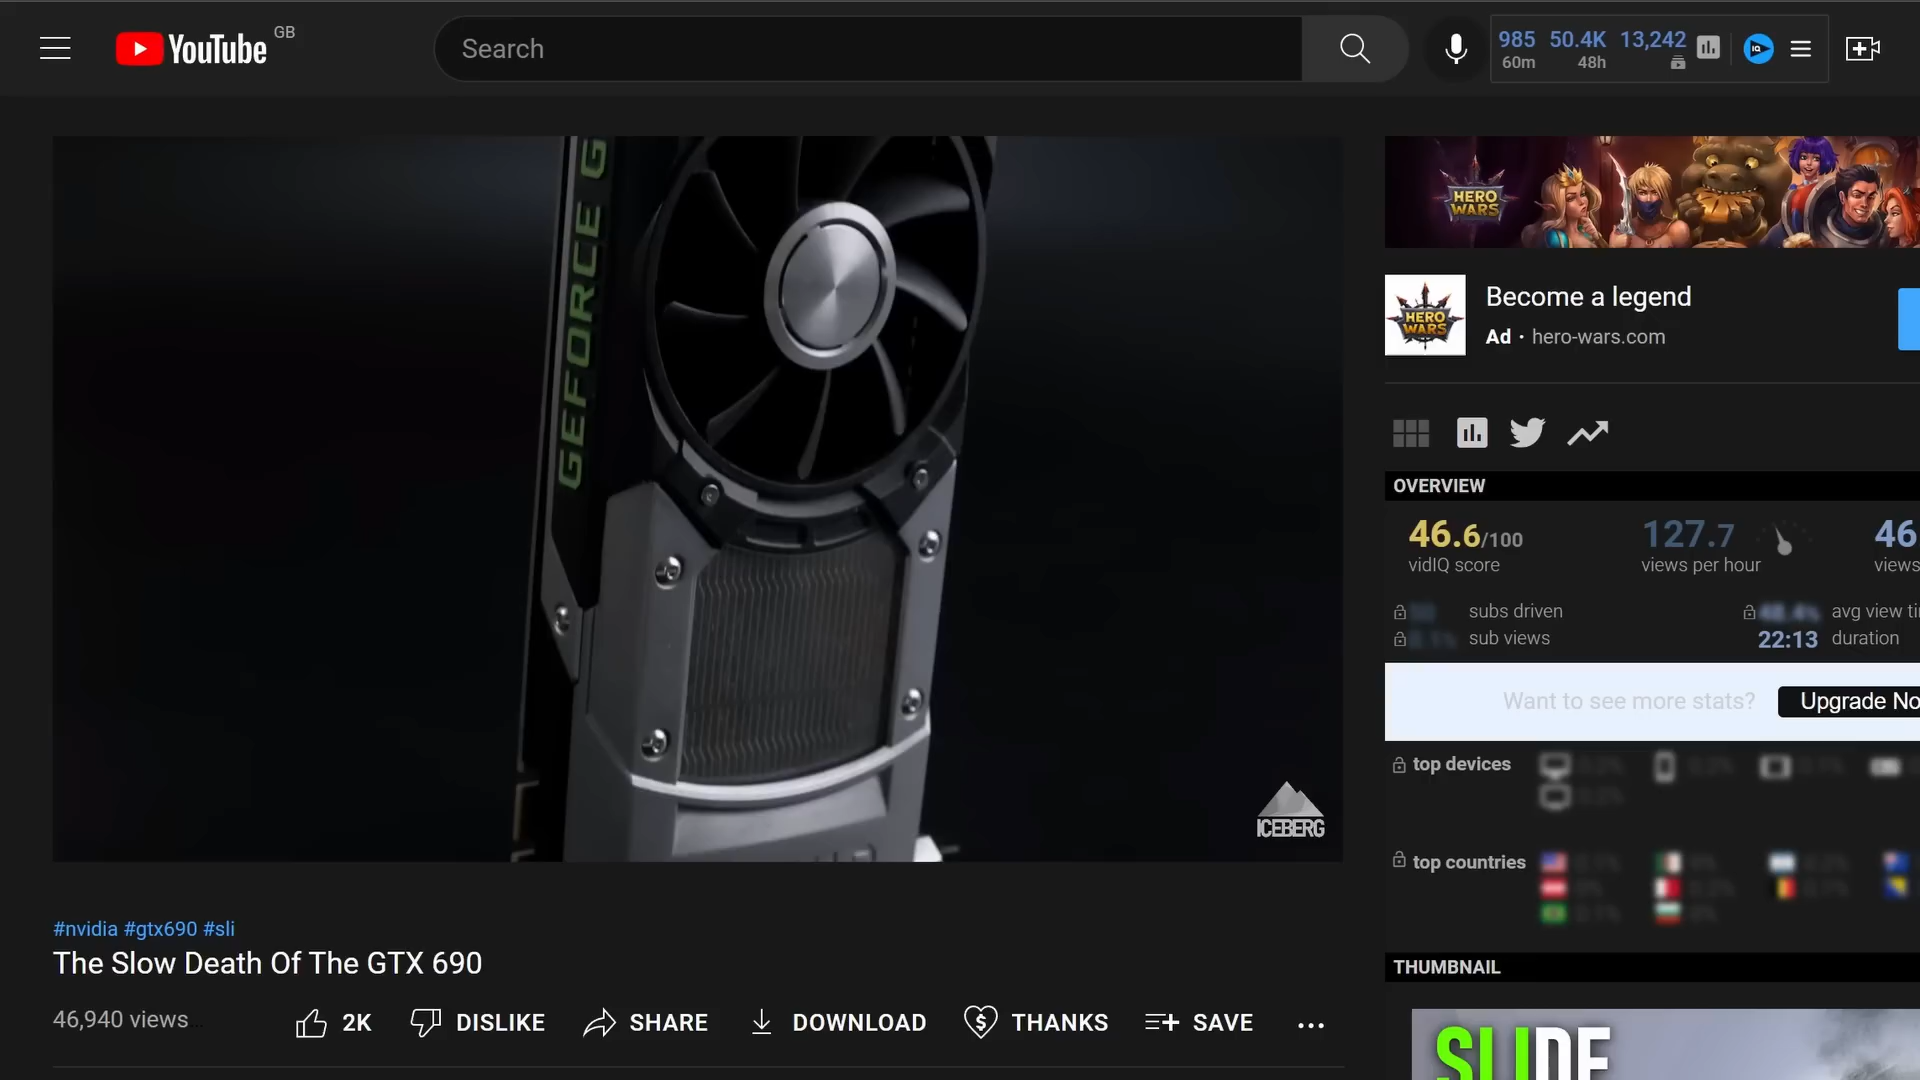 YouTube GB
Search
985 50.4K 13,242
60m 48h
GEFORCE G
ICEBERG
#nvidia #gtx690 #sli
The Slow Death Of The GTX 690
46,940 views
2K DISLIKE SHARE DOWNLOAD THANKS SAVE
HERO
WARS
HERO
WARS
Become a legend
Ad · hero-wars.com
OVERVIEW
46.6/100 127.7 46
vidIQ score views per hour views
subs driven avg view
sub views 22:13 duration
Want to see more stats? Upgrade
top devices
top countries
THUMBNAIL
SLIDE